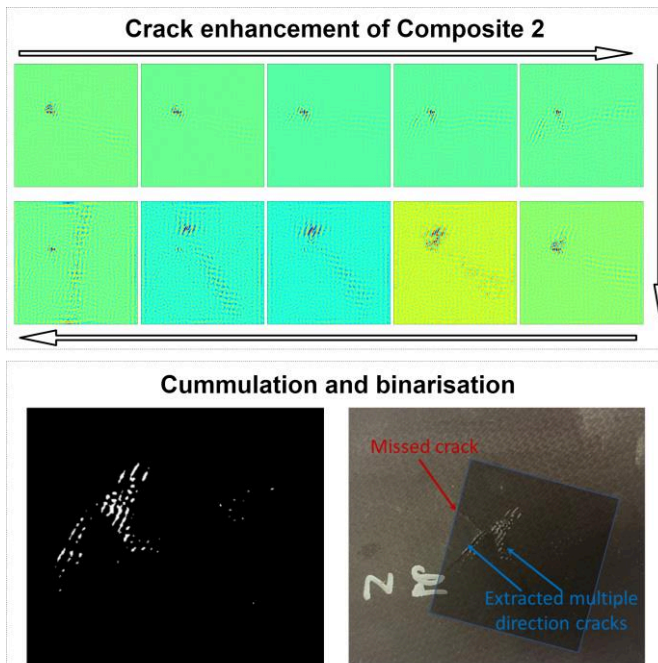 Crack enhancement of Composite 2
Cummulation and binarisation
Missed crack
Extracted multiple
direction cracks